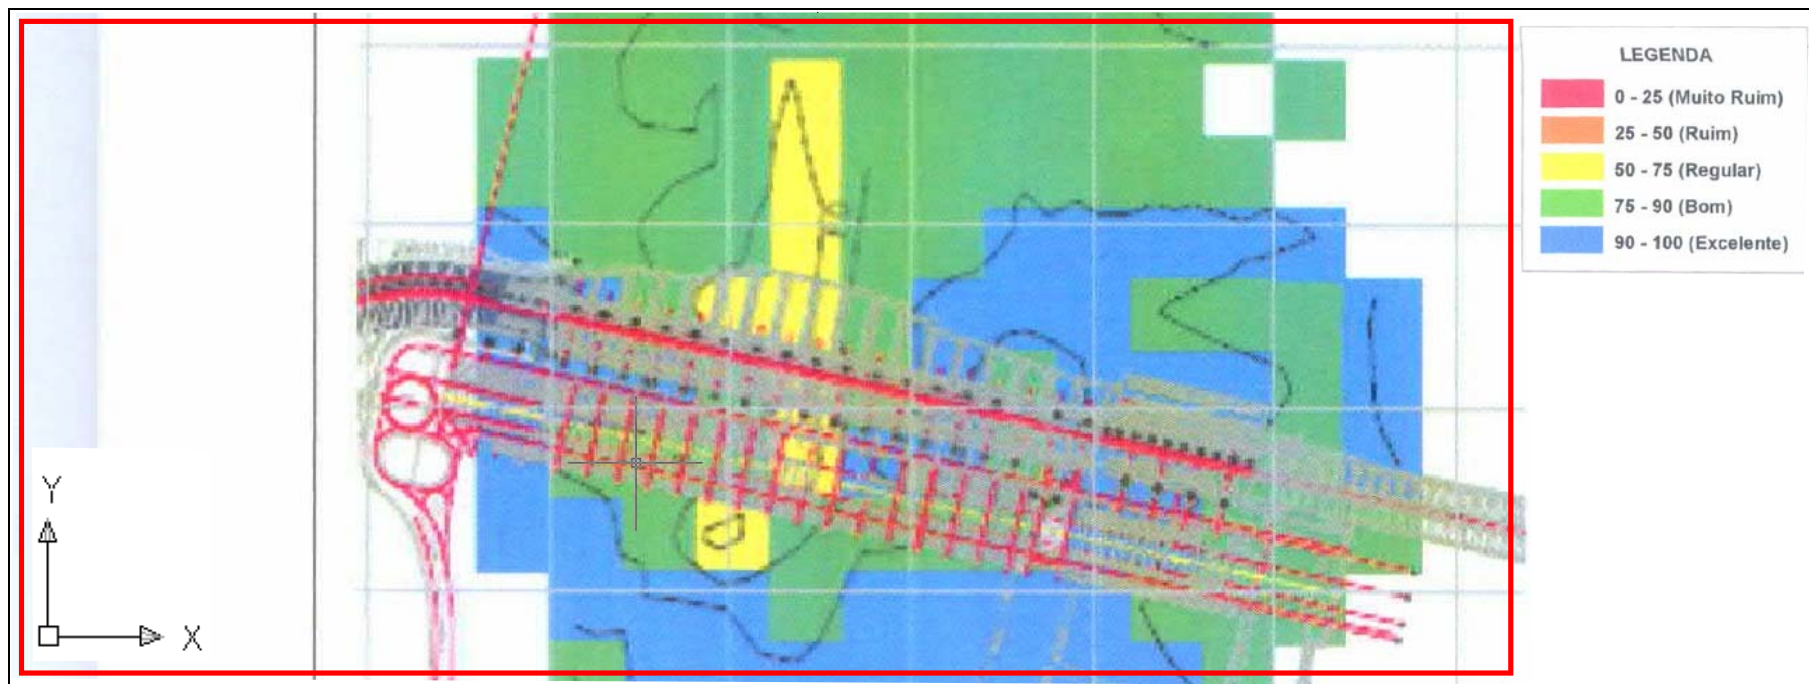 LEGENDA
0 - 25 (Muito Ruim)
25 - 50 (Ruim)
50 - 75 (Regular)
75 - 90 (Bom)
90 - 100 (Excelente)
Y
X